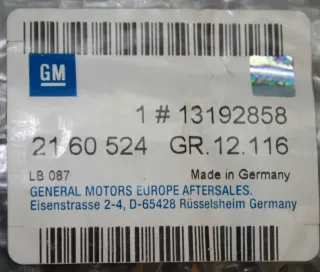 GM
1 # 13192858
21 60 524 GR.12.116
LB 087 Made in Germany
GENERAL MOTORS EUROPE AFTERSALES.
Eisenstrasse 2-4, D-65428 Rüsselsheim Germany